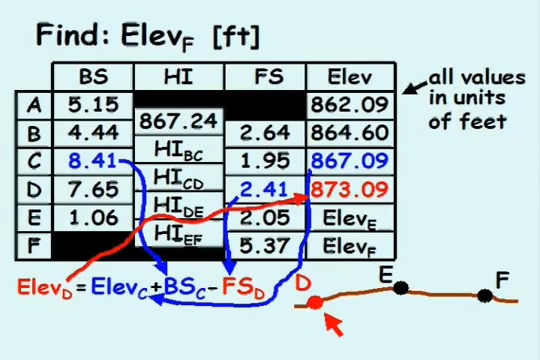 Find: ElevF [ft]
BS HI FS Elev
A 5.15 862.09
867.24
B 4.44 2.64 864.60
HIBC
C 8.41 1.95 867.09
HICD
D 7.65 2.41 873.09
HIDE
E 1.06 2.05 ElevE
HIEF
F 5.37 ElevF
all values
in units
of feet
ElevD=ElevC+BSC-FSD
D E F